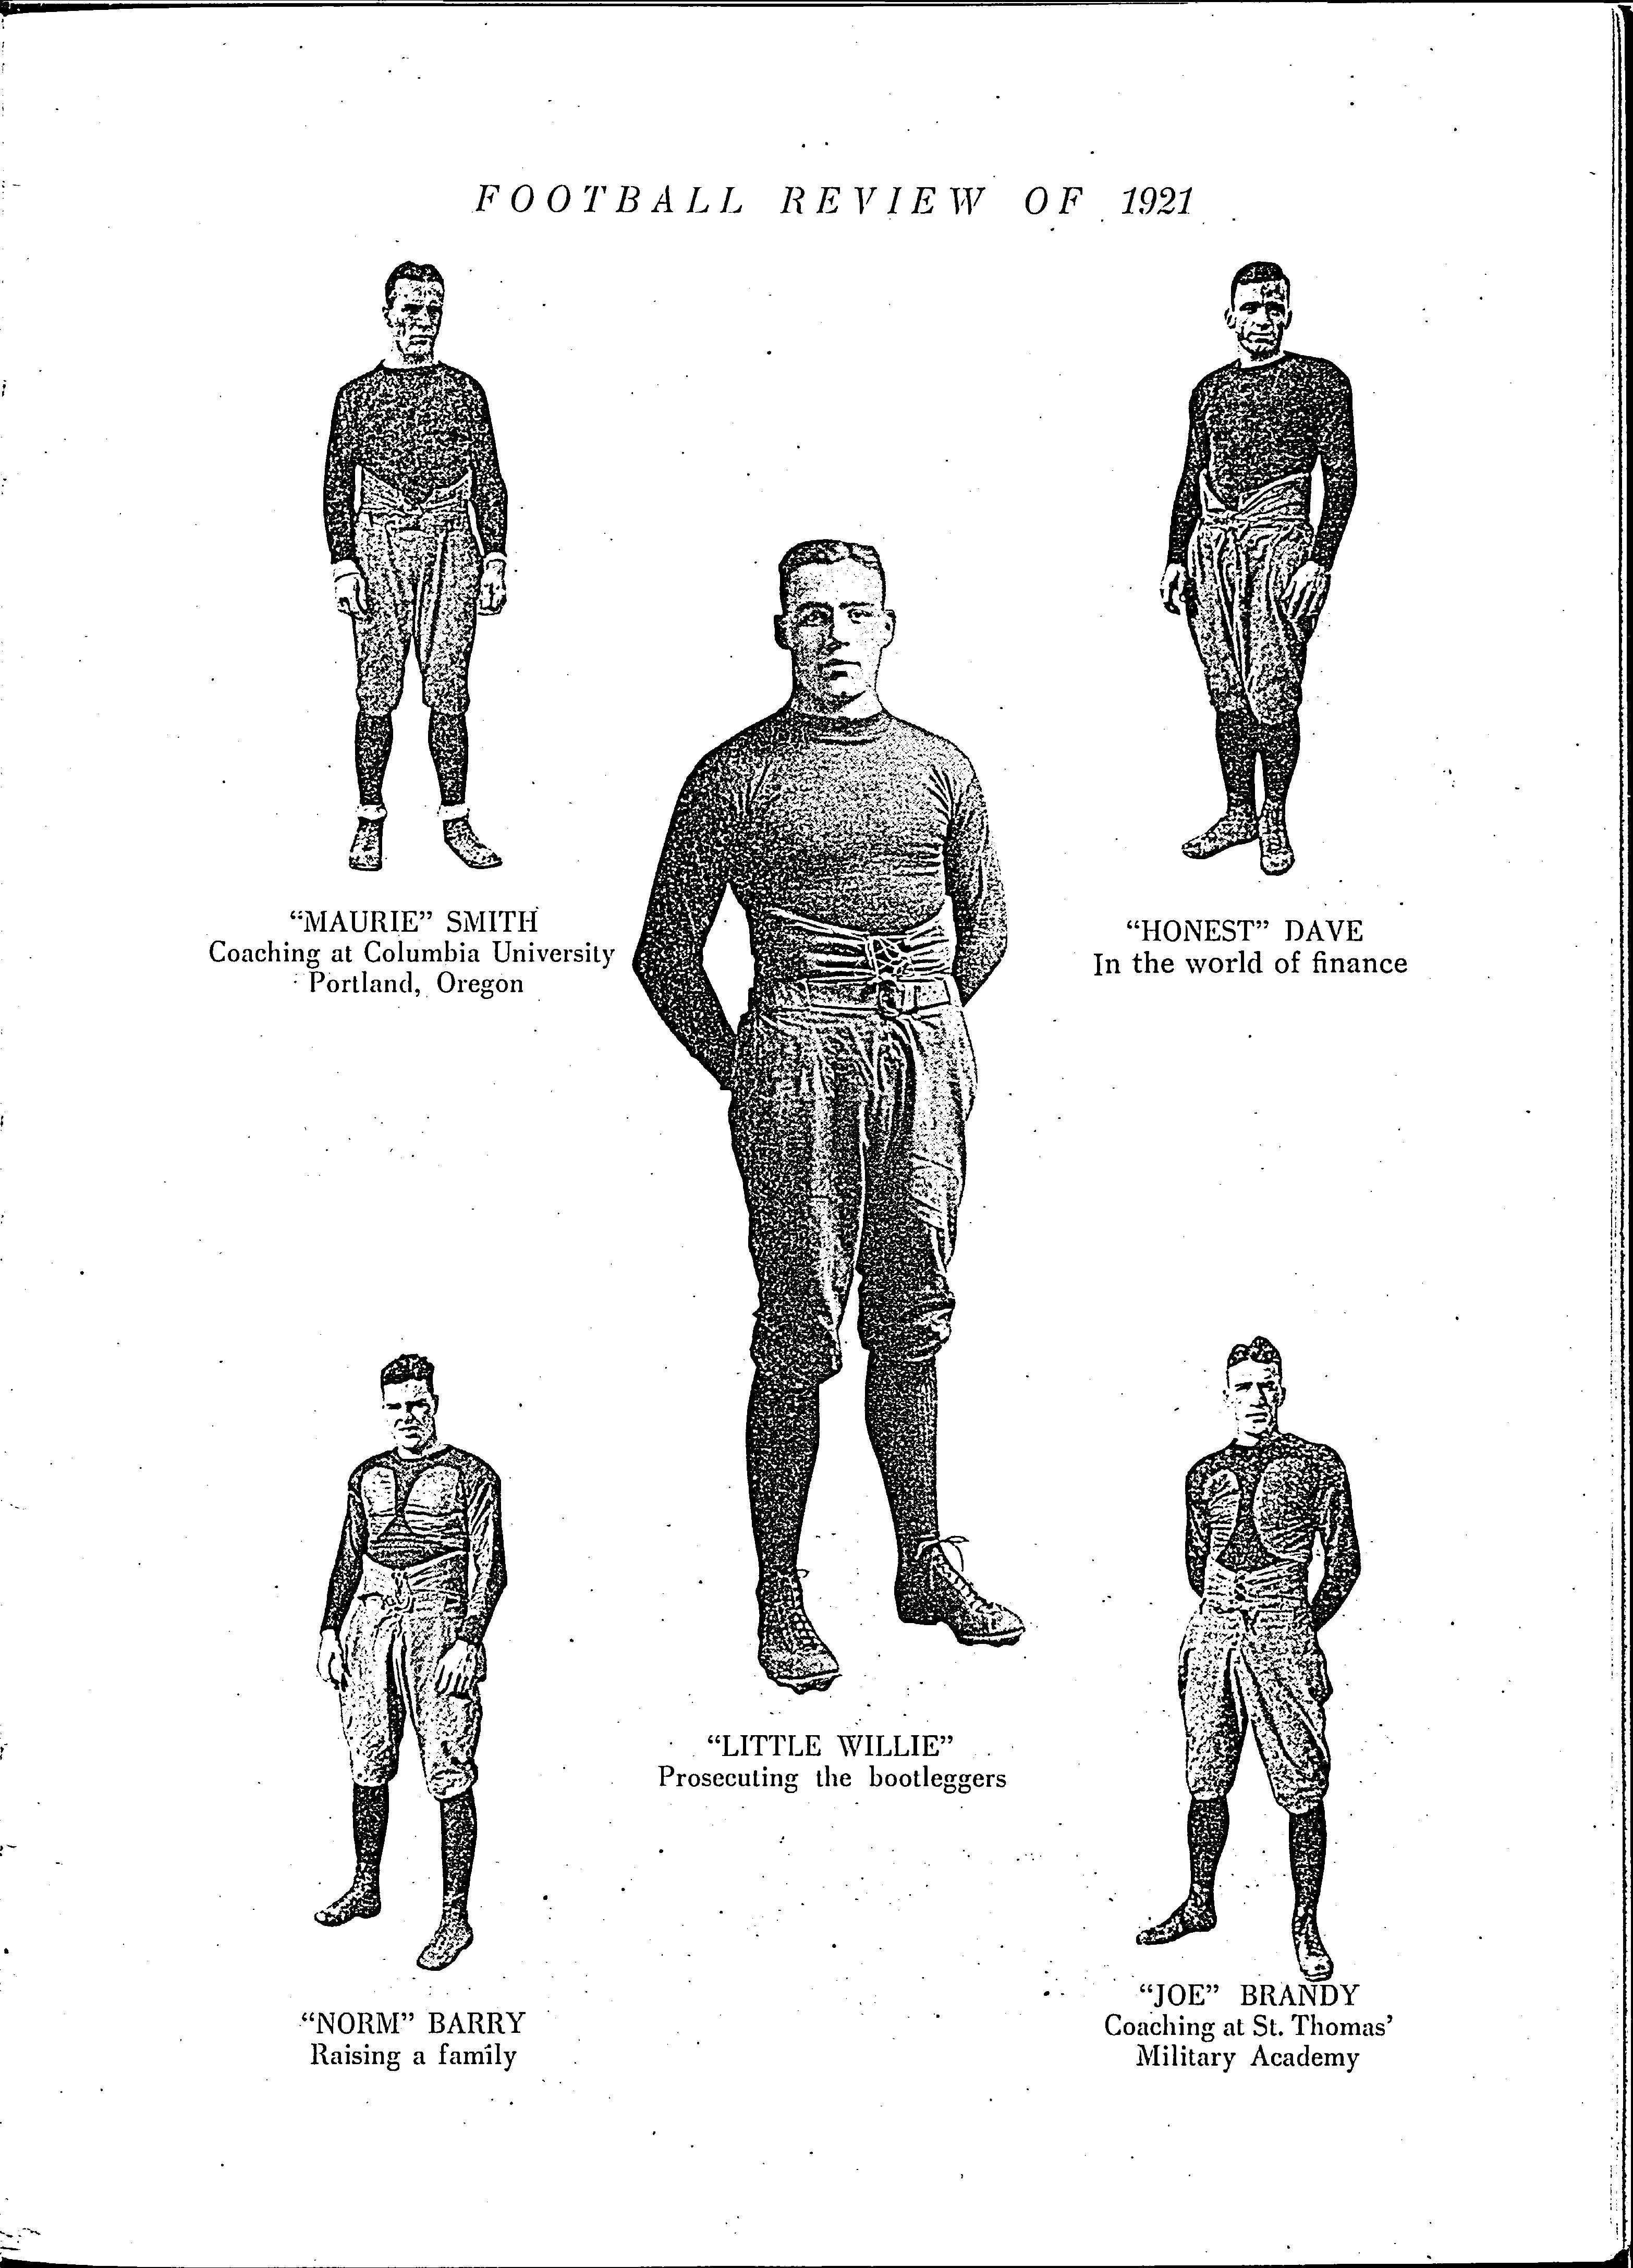 FOOTBALL REVIEW OF 1921
“MAURIE” SMITH
Coaching at Columbia University
Portland, Oregon
“HONEST” DAVE
In the world of finance
“LITTLE WILLIE”
Prosecuting the bootleggers
“NORM” BARRY
Raising a family
“JOE” BRANDY
Coaching at St. Thomas’
Military Academy